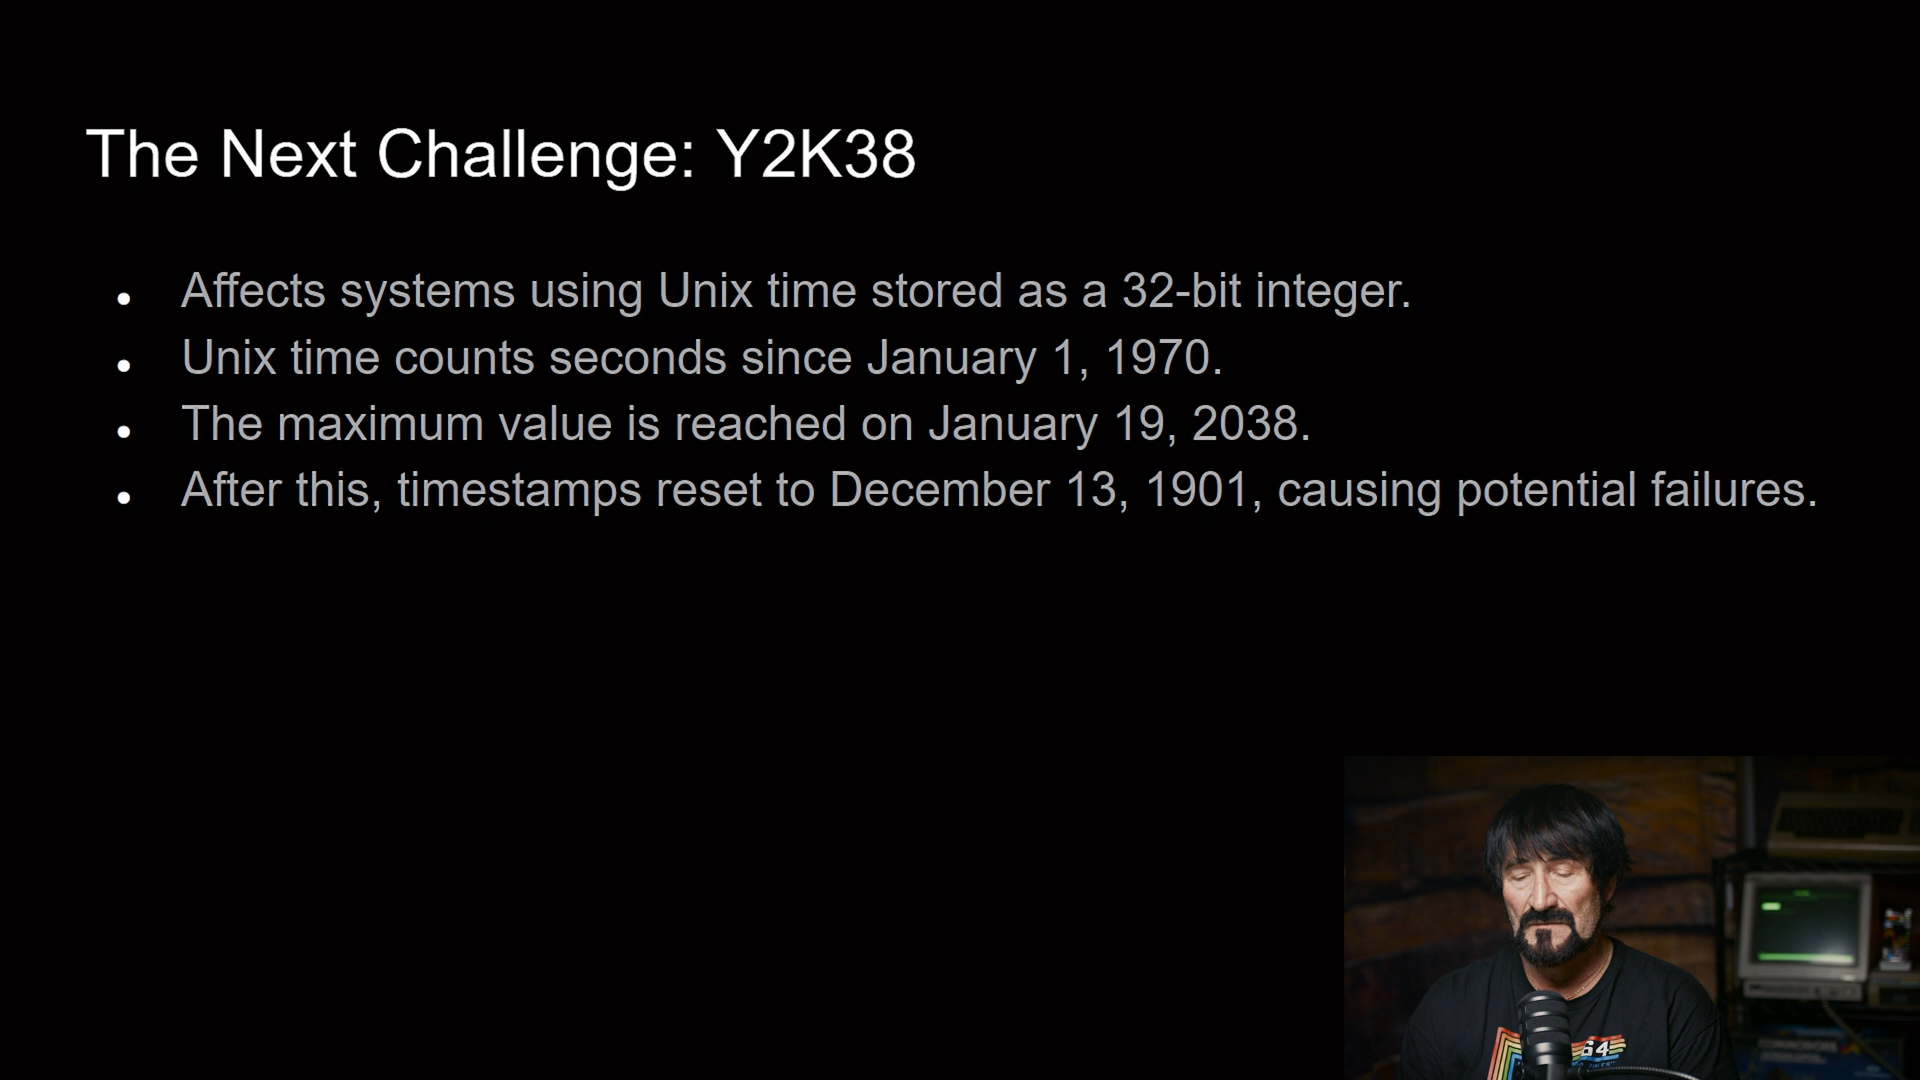 The Next Challenge: Y2K38
Affects systems using Unix time stored as a 32-bit integer.
Unix time counts seconds since January 1, 1970.
The maximum value is reached on January 19, 2038.
After this, timestamps reset to December 13, 1901, causing potential failures.
64